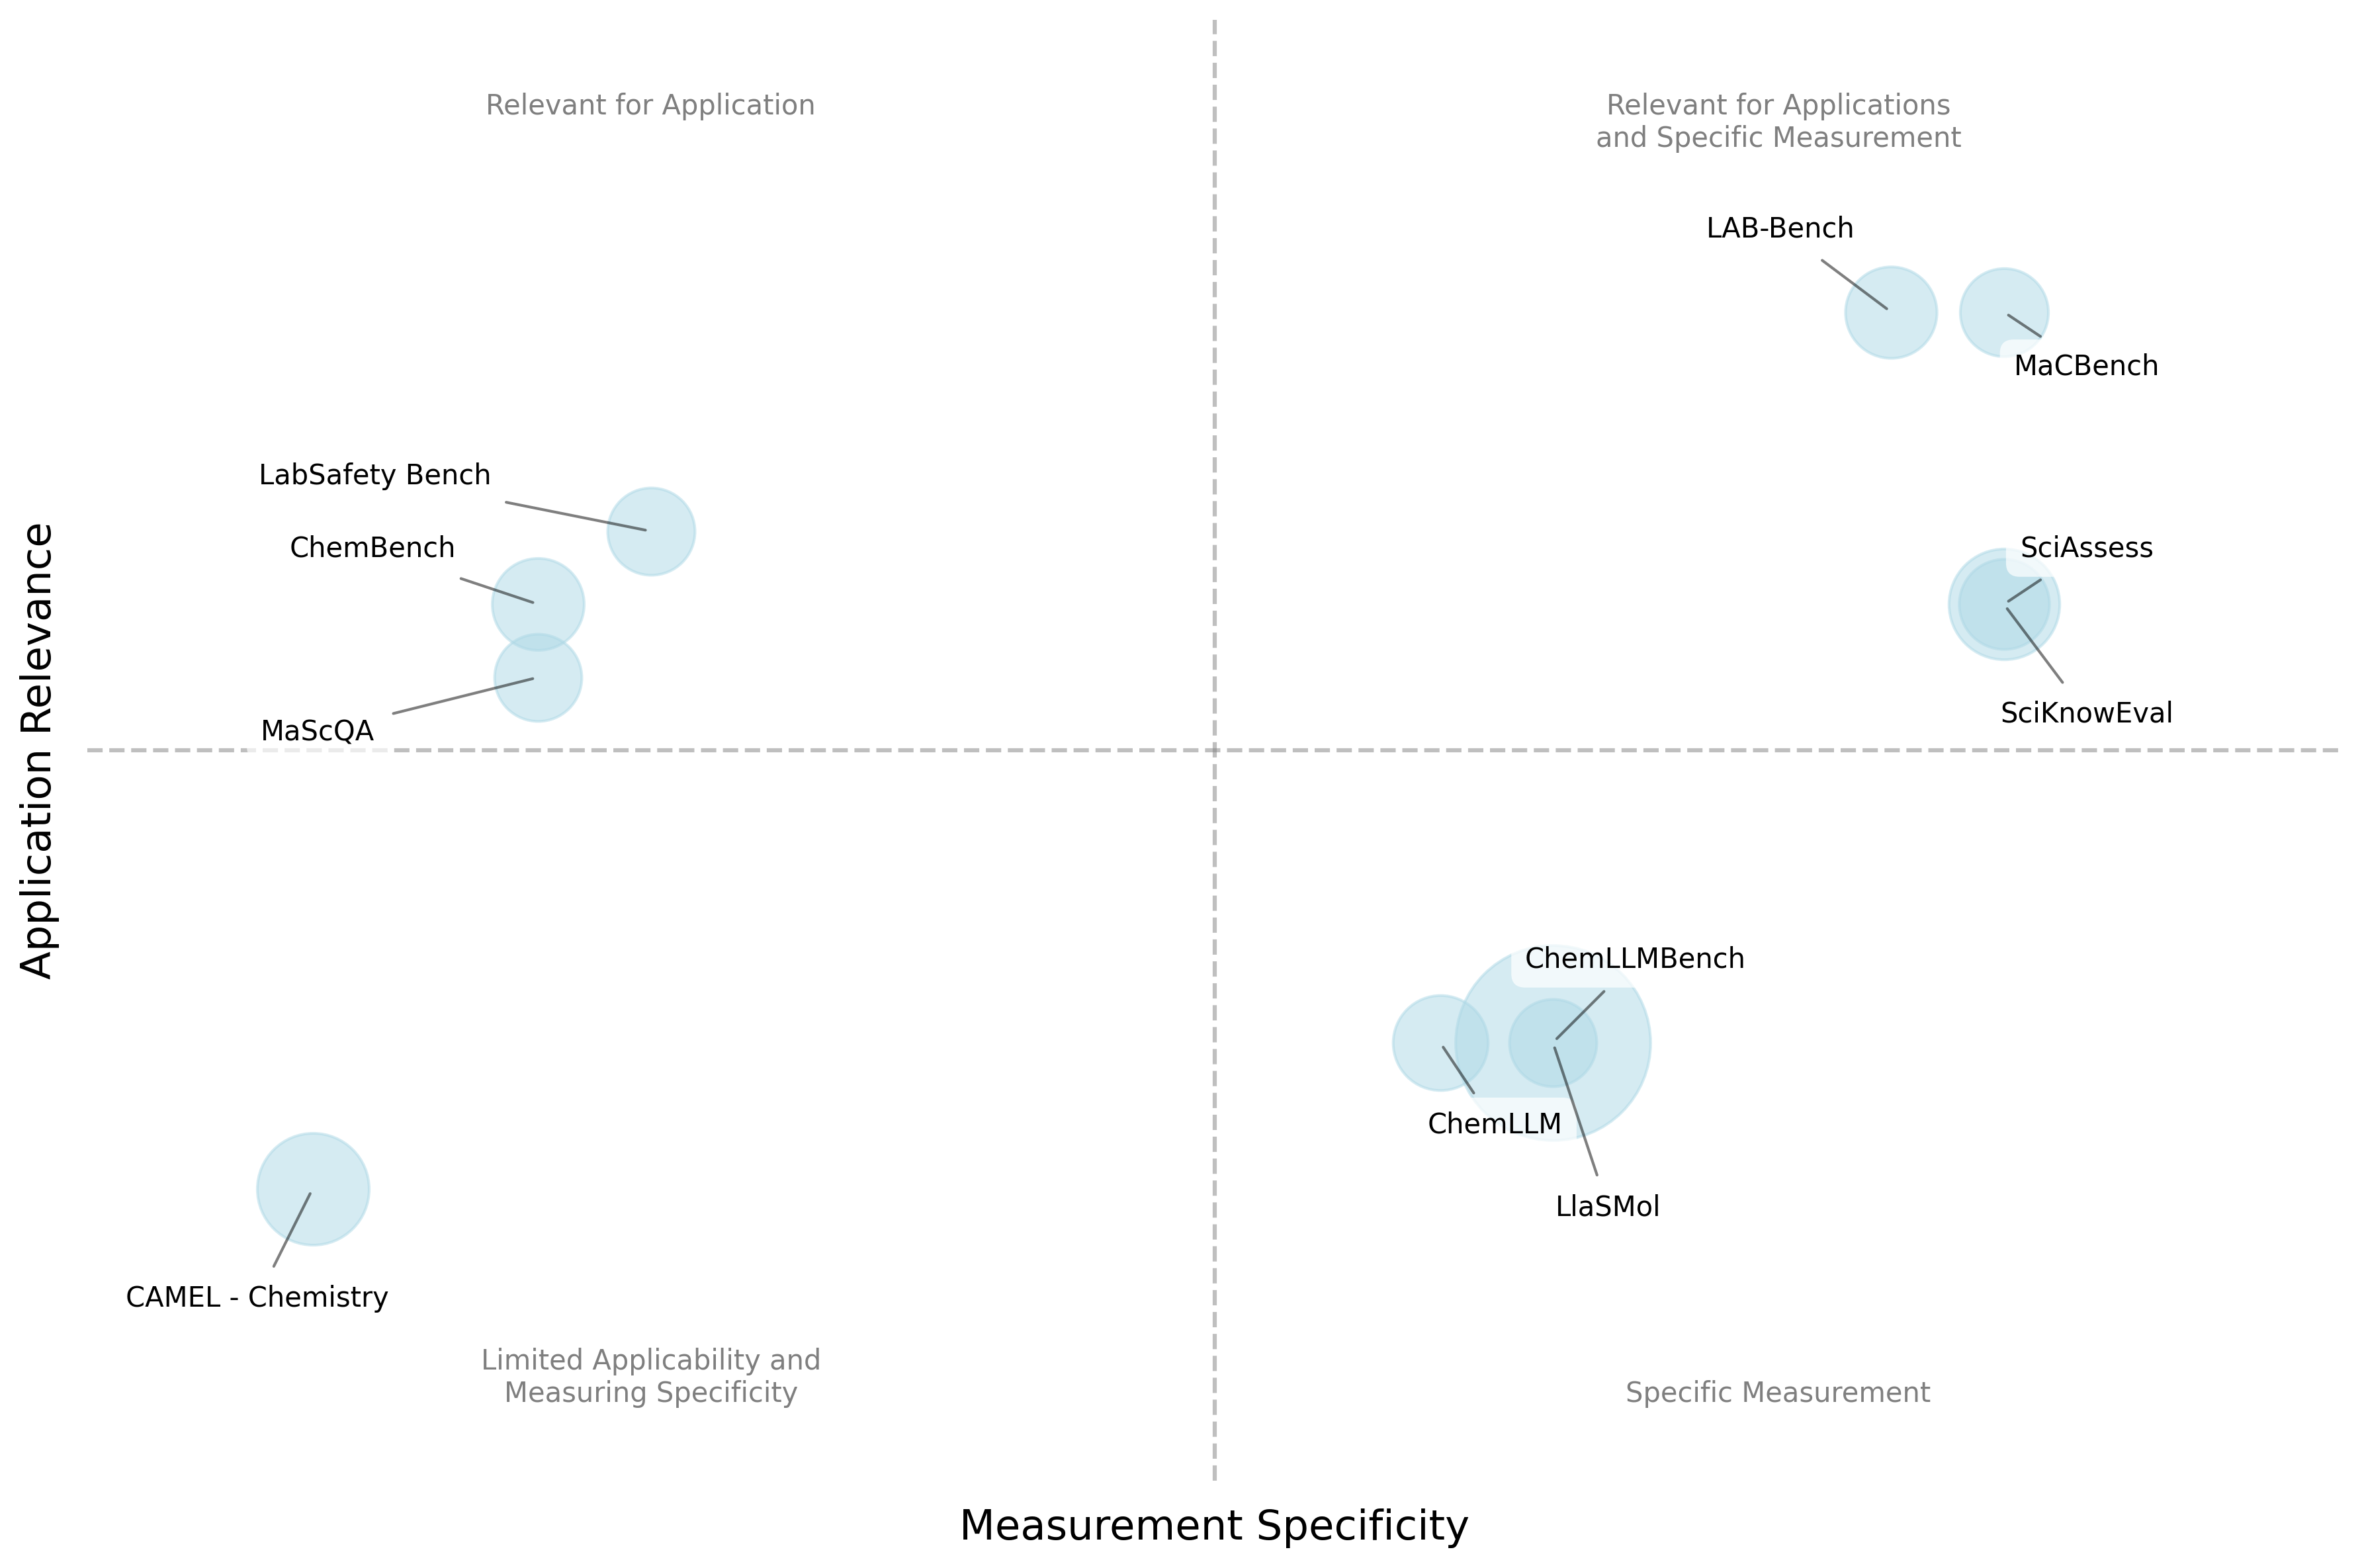 Relevant for Application
Relevant for Applications
and Specific Measurement
LAB-Bench
MaCBench
LabSafety Bench
ChemBench
SciAssess
MaScQA
SciKnowEval
Application Relevance
ChemLLMBench
ChemLLM
LlaSMol
CAMEL - Chemistry
Limited Applicability and
Measuring Specificity
Specific Measurement
Measurement Specificity